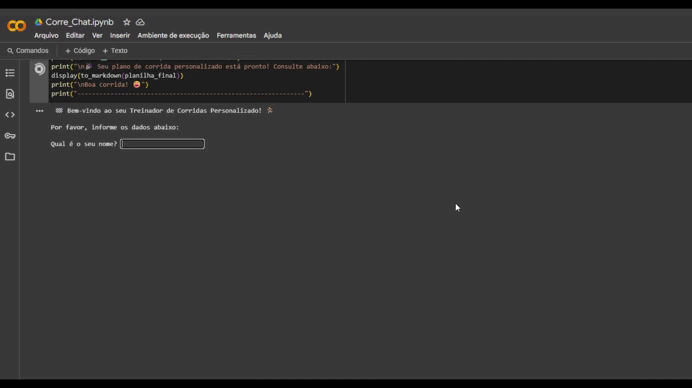 Corre_Chat.ipynb
Arquivo Editar Ver Inserir Ambiente de execução Ferramentas Ajuda
Comandos + Código + Texto
print("\n🎉 Seu plano de corrida personalizado está pronto! Consulte abaixo:")
display(to_markdown(planilha_final))
print("\nBoa corrida! 🥵")
print("--------------------------------------------------------------")
🏁 Bem-vindo ao seu Treinador de Corridas Personalizado! 🏃
Por favor, informe os dados abaixo:
Qual é o seu nome?